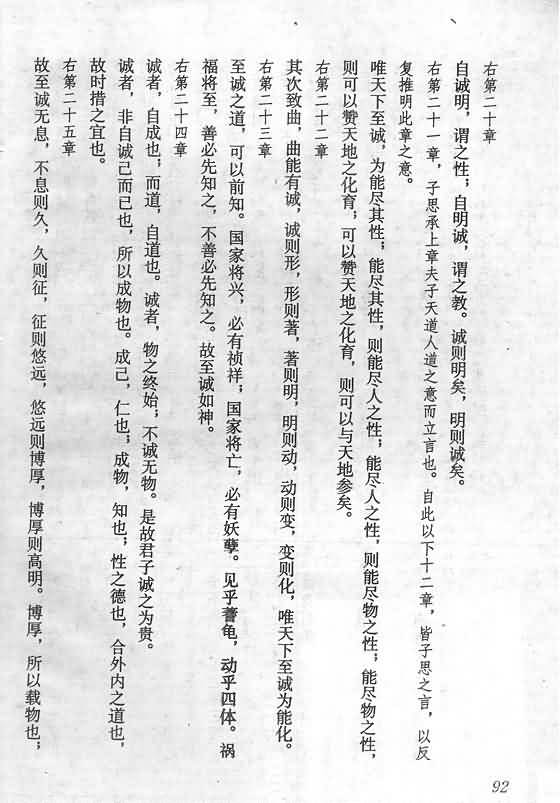 右第二十章
自诚明，谓之性；自明诚，谓之教。诚则明矣，明则诚矣。
右第二十一章，子思承上章夫子天道人道之意而立言也。自此以下十二章，皆子思之言，以反
复推明此章之意。
唯天下至诚，为能尽其性；能尽其性，则能尽人之性；能尽人之性，则能尽物之性；能尽物之性，
则可以赞天地之化育；可以赞天地之化育，则可以与天地参矣。
右第二十二章
其次致曲，曲能有诚，诚则形，形则著，著则明，明则动，动则变，变则化，唯天下至诚为能化。
右第二十三章
至诚之道，可以前知。国家将兴，必有祯祥；国家将亡，必有妖孽。见乎蓍龟，动乎四体。祸
福将至，善必先知之，不善必先知之。故至诚如神。
右第二十四章
诚者，自成也；而道，自道也。诚者，物之终始；不诚无物。是故君子诚之为贵。
诚者，非自诚己而已也，所以成物也。成己，仁也；成物，知也；性之德也，合外内之道也，
故时措之宜也。
右第二十五章
故至诚无息，不息则久，久则征，征则悠远，悠远则博厚，博厚则高明。博厚，所以载物也；
92